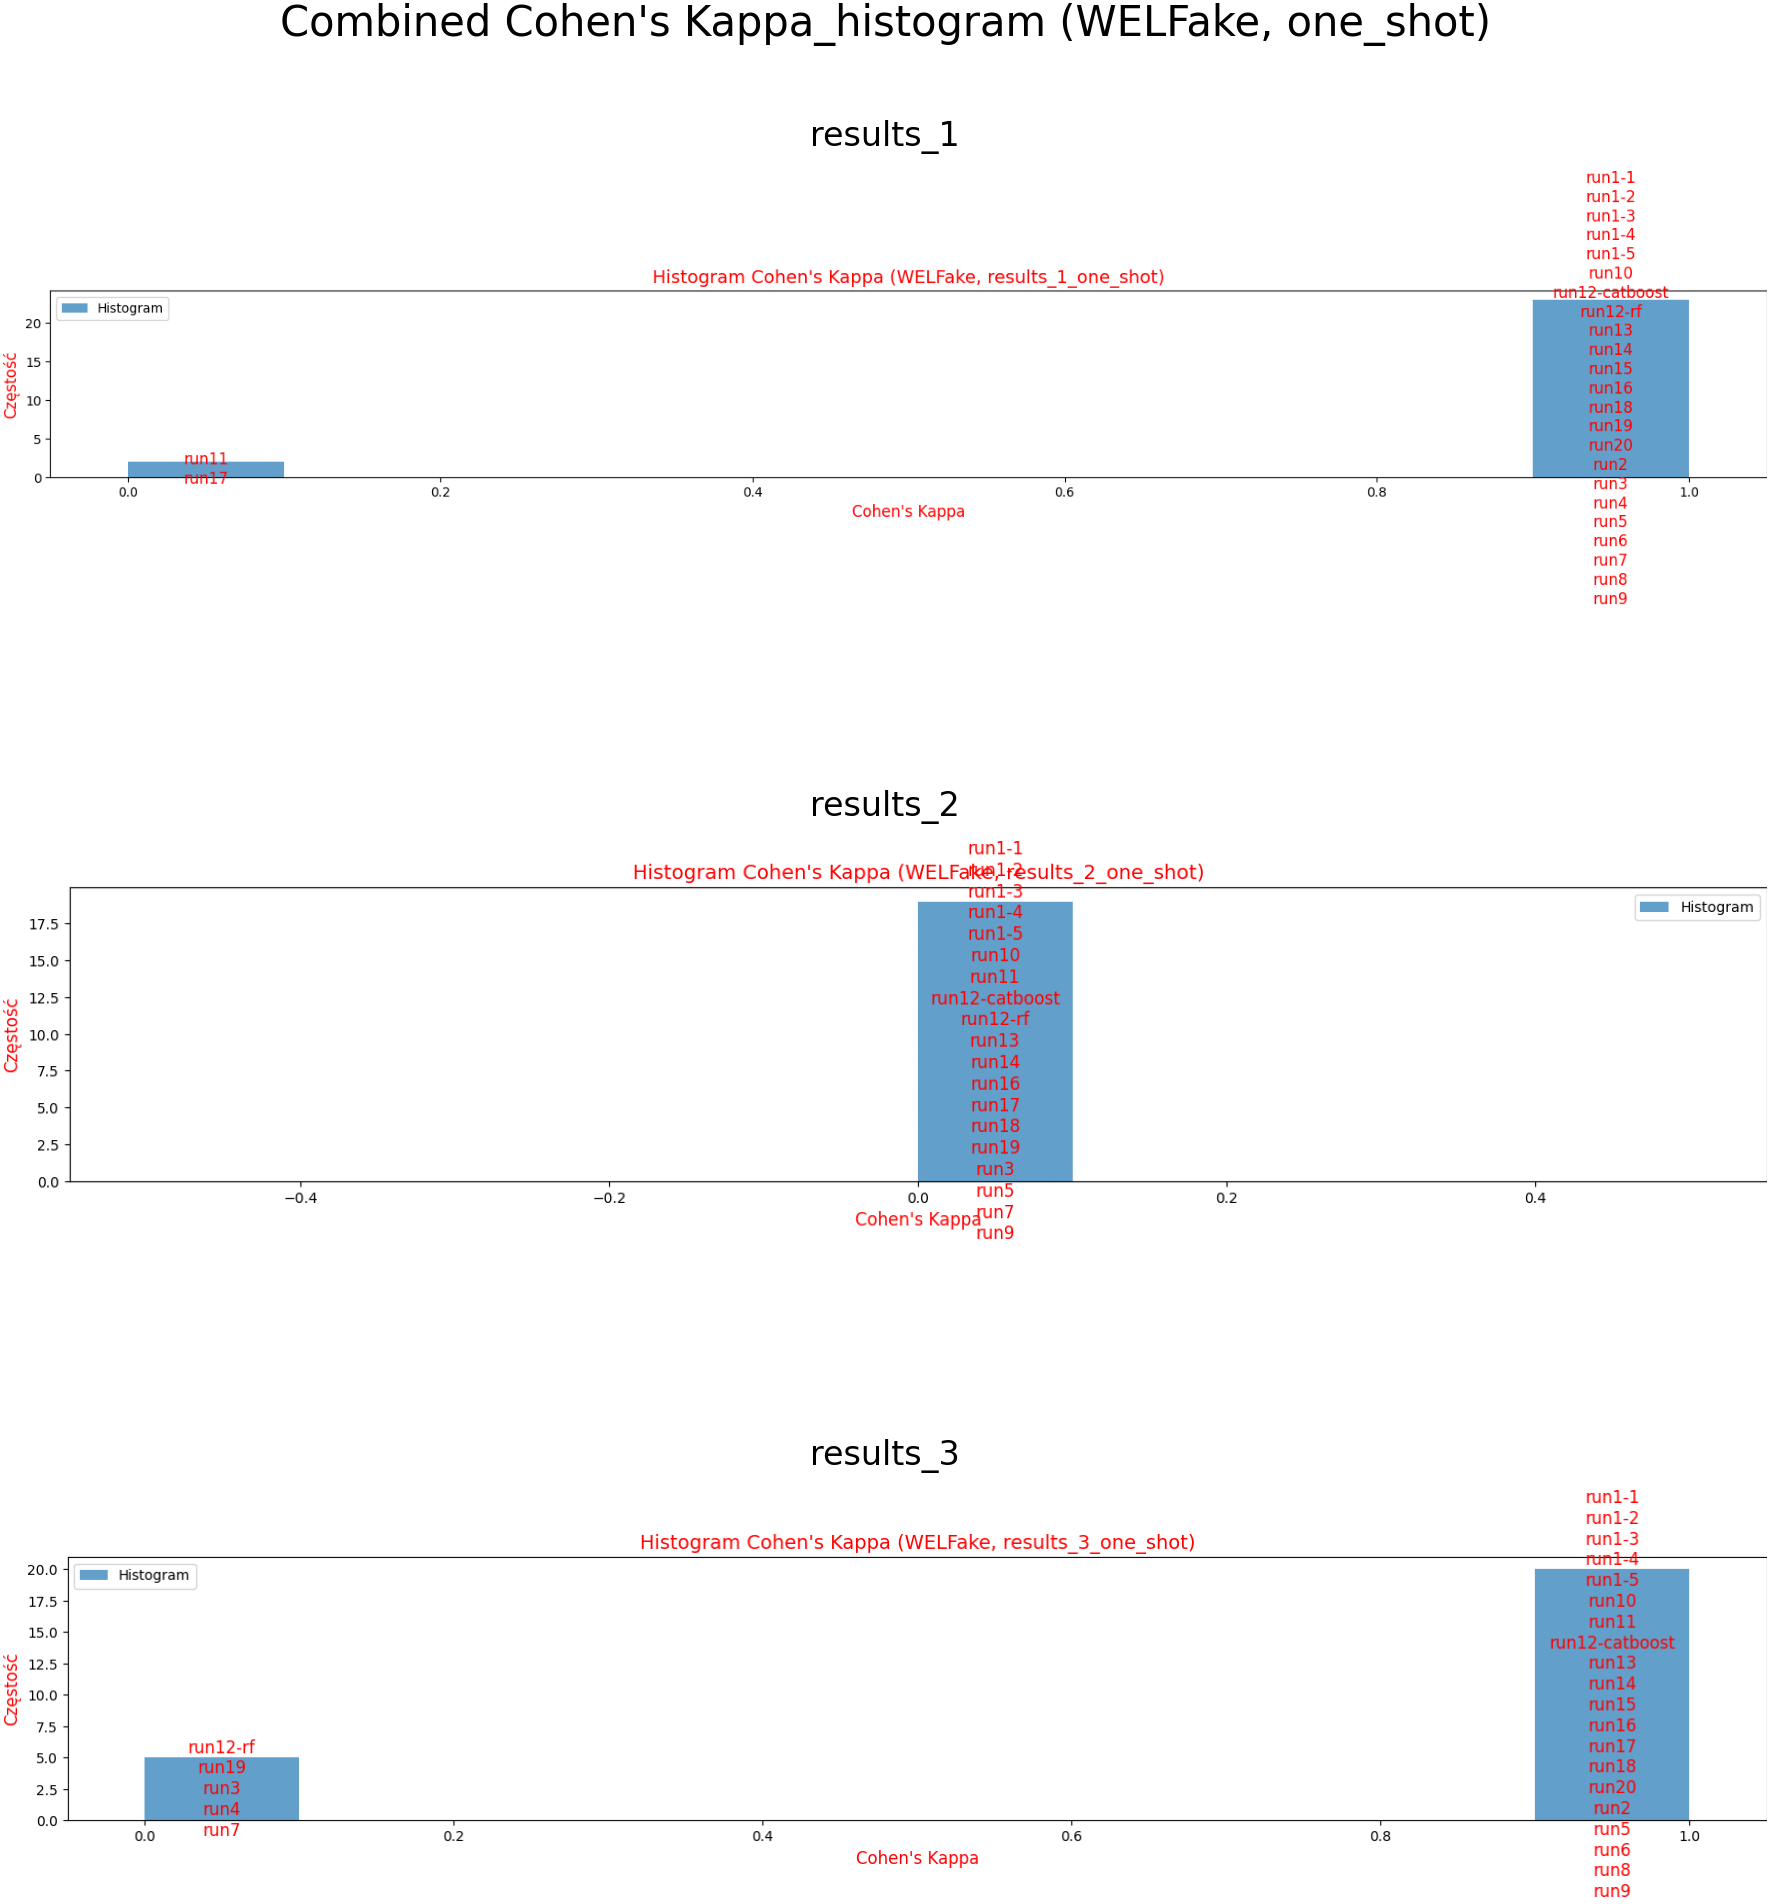 Combined Cohen's Kappa_histogram (WELFake, one_shot)
results_1
run1-1
run1-2
run1-3
run1-4
run1-5
run10
run12-catboost
run12-rf
run13
run14
run15
run16
run18
run19
run20
run2
run3
run4
run5
run6
run7
run8
run9
Histogram Cohen's Kappa (WELFake, results_1_one_shot)
Histogram
20
15
10
5
0
Częstość
run11
run17
0.0 0.2 0.4 0.6 0.8 1.0
Cohen's Kappa
results_2
run1-1
run1-2
run1-3
run1-4
run1-5
run10
run11
run12-catboost
run12-rf
run13
run14
run16
run17
run18
run19
run3
run5
run7
run9
Histogram Cohen's Kappa (WELFake, results_2_one_shot)
Histogram
17.5
15.0
12.5
10.0
7.5
5.0
2.5
0.0
Częstość
−0.4 −0.2 0.0 0.2 0.4
Cohen's Kappa
results_3
run1-1
run1-2
run1-3
run1-4
run1-5
run10
run11
run12-catboost
run13
run14
run15
run16
run17
run18
run20
run2
run5
run6
run8
run9
Histogram Cohen's Kappa (WELFake, results_3_one_shot)
Histogram
20.0
17.5
15.0
12.5
10.0
7.5
5.0
2.5
0.0
Częstość
run12-rf
run19
run3
run4
run7
0.0 0.2 0.4 0.6 0.8 1.0
Cohen's Kappa